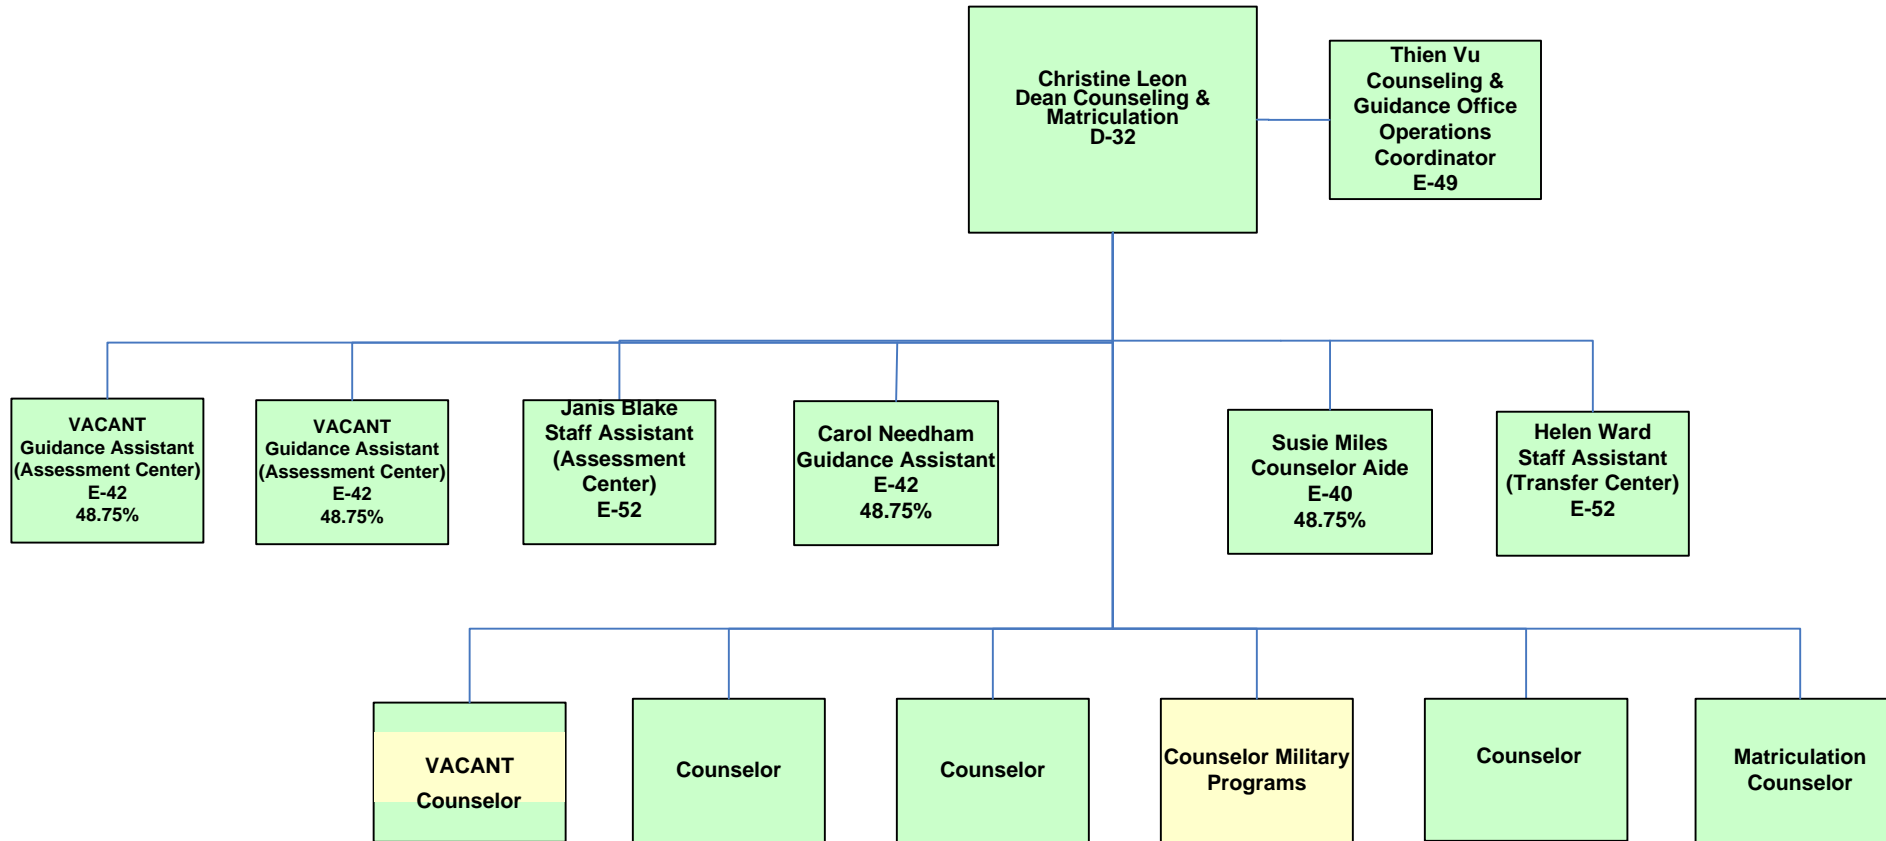 Christine Leon
Dean Counseling &
Matriculation
D-32
Thien Vu
Counseling &
Guidance Office
Operations
Coordinator
E-49
VACANT
Guidance Assistant
(Assessment Center)
E-42
48.75%
VACANT
Guidance Assistant
(Assessment Center)
E-42
48.75%
Janis Blake
Staff Assistant
(Assessment
Center)
E-52
Carol Needham
Guidance Assistant
E-42
48.75%
Susie Miles
Counselor Aide
E-40
48.75%
Helen Ward
Staff Assistant
(Transfer Center)
E-52
VACANT
Counselor
Counselor
Counselor
Counselor Military
Programs
Counselor
Matriculation
Counselor